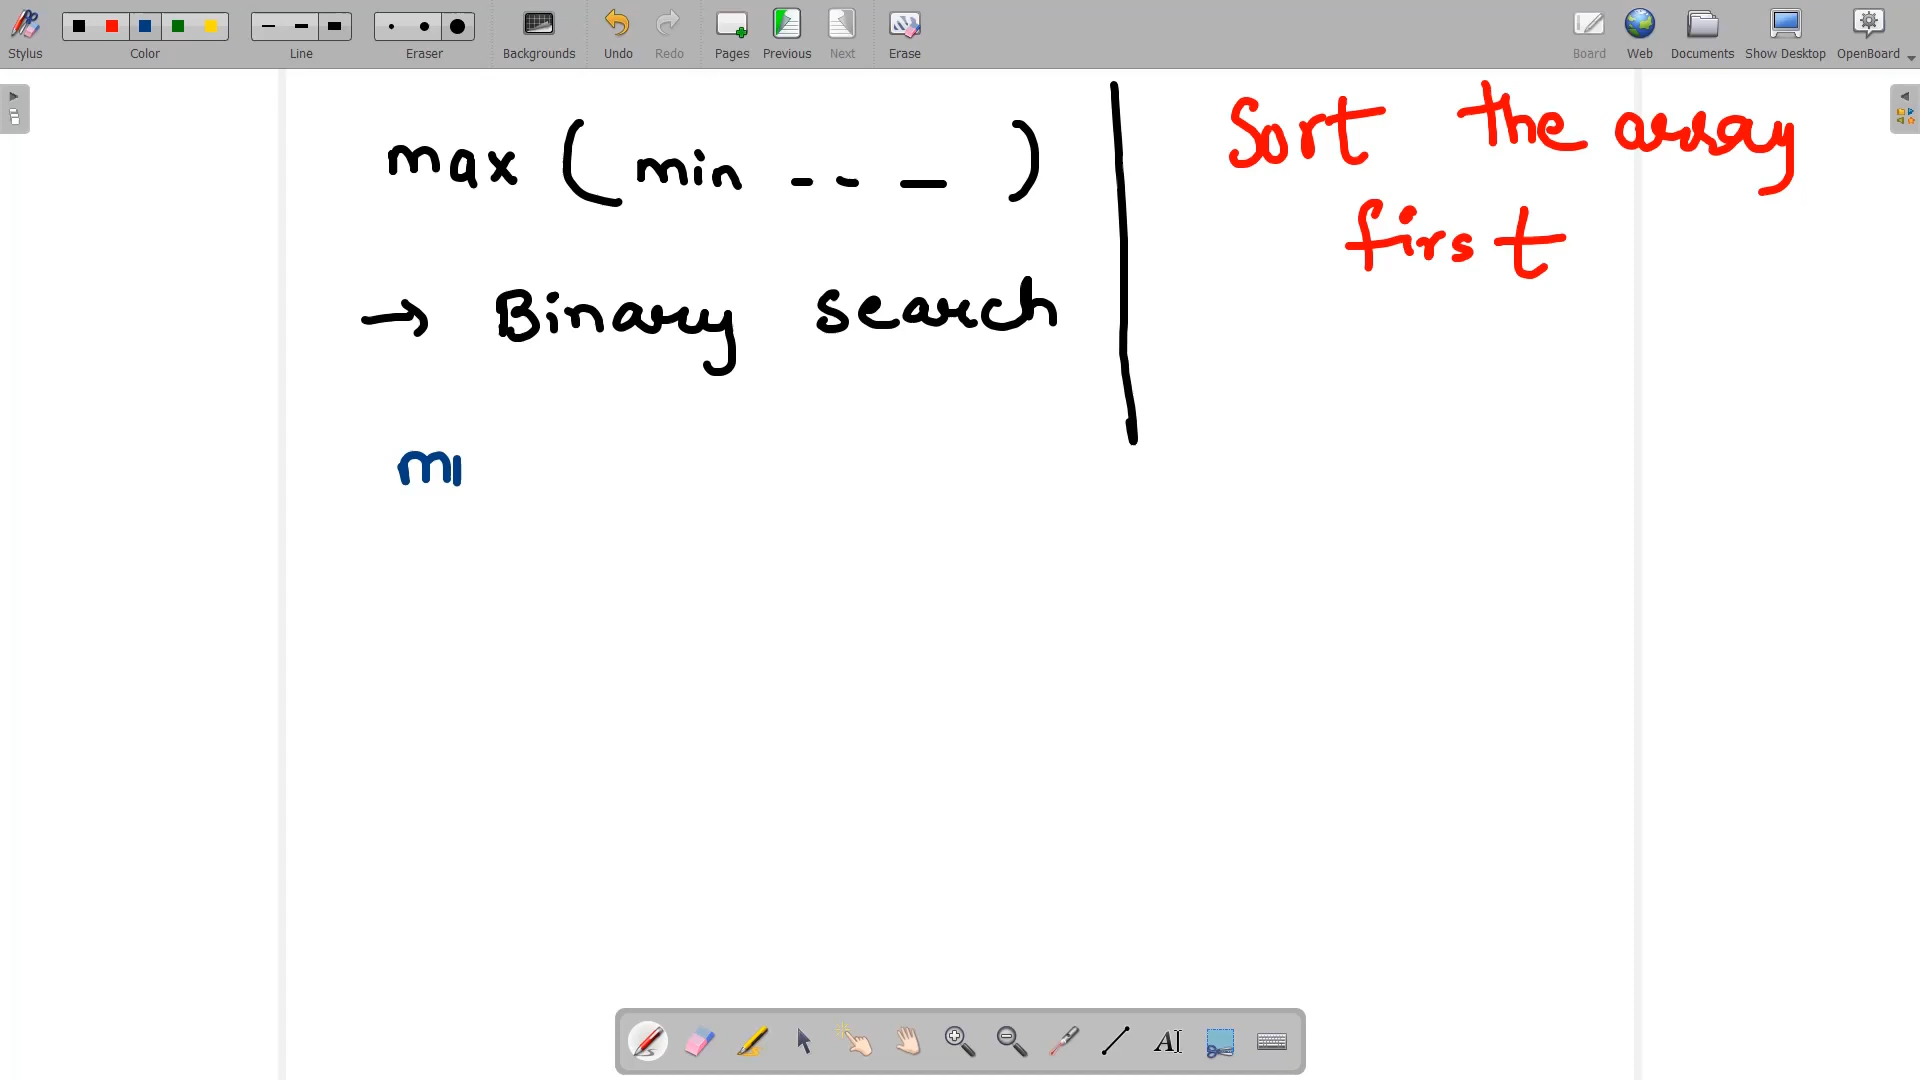 Stylus Color Line Eraser Backgrounds Undo Redo Pages Previous Next Erase Board Web Documents Show Desktop OpenBoard
max ( min -- - _ )
→ Binary search
Sort the array
first
mı